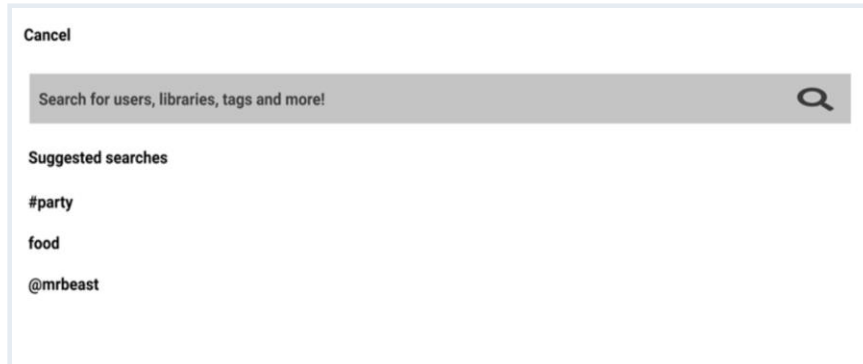 Cancel
Search for users, libraries, tags and more!
Suggested searches
#party
food
@mrbeast